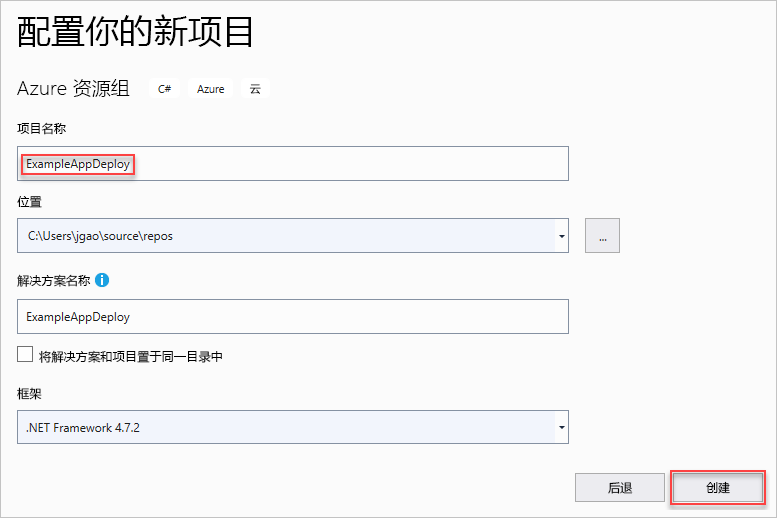 配置你的新项目
Azure 资源组 C# Azure 云
项目名称
ExampleAppDeploy
位置
C:\Users\jgao\source\repos ...
解决方案名称 i
ExampleAppDeploy
将解决方案和项目置于同一目录中
框架
.NET Framework 4.7.2
后退 创建